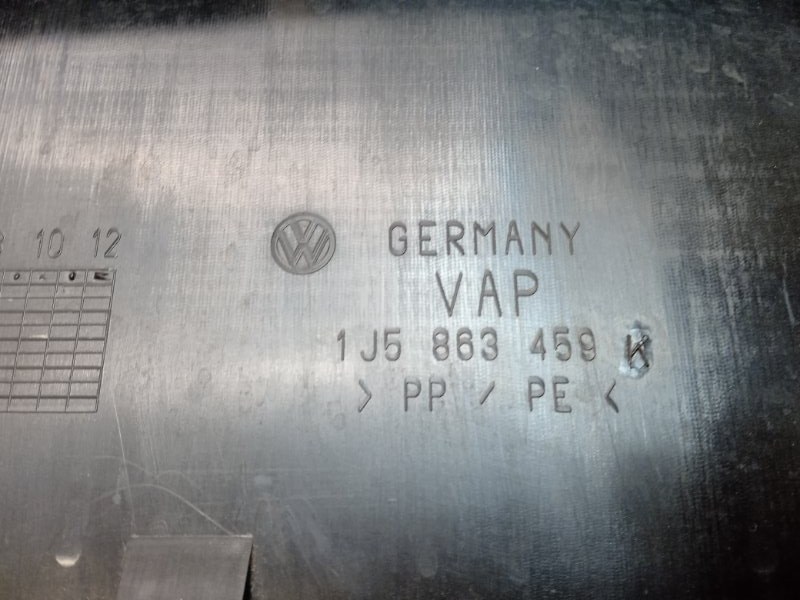 10 12
GERMANY
VAP
1J5 863 459 K
> PP / PE <